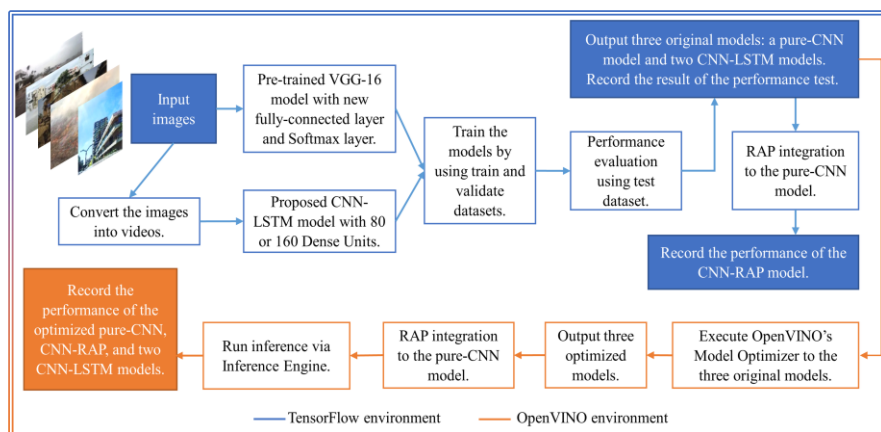 Input
images
Pre-trained VGG-16
model with new
fully-connected layer
and Softmax layer.
Convert the images
into videos.
Proposed CNN-
LSTM model with 80
or 160 Dense Units.
Train the
models by
using train and
validate
datasets.
Performance
evaluation
using test
dataset.
Output three original models: a pure-CNN
model and two CNN-LSTM models.
Record the result of the performance test.
RAP integration
to the pure-CNN
model.
Record the performance of the
CNN-RAP model.
Record the
performance of the
optimized pure-CNN,
CNN-RAP, and two
CNN-LSTM models.
Run inference via
Inference Engine.
RAP integration
to the pure-CNN
model.
Output three
optimized
models.
Execute OpenVINO’s
Model Optimizer to the
three original models.
TensorFlow environment
OpenVINO environment